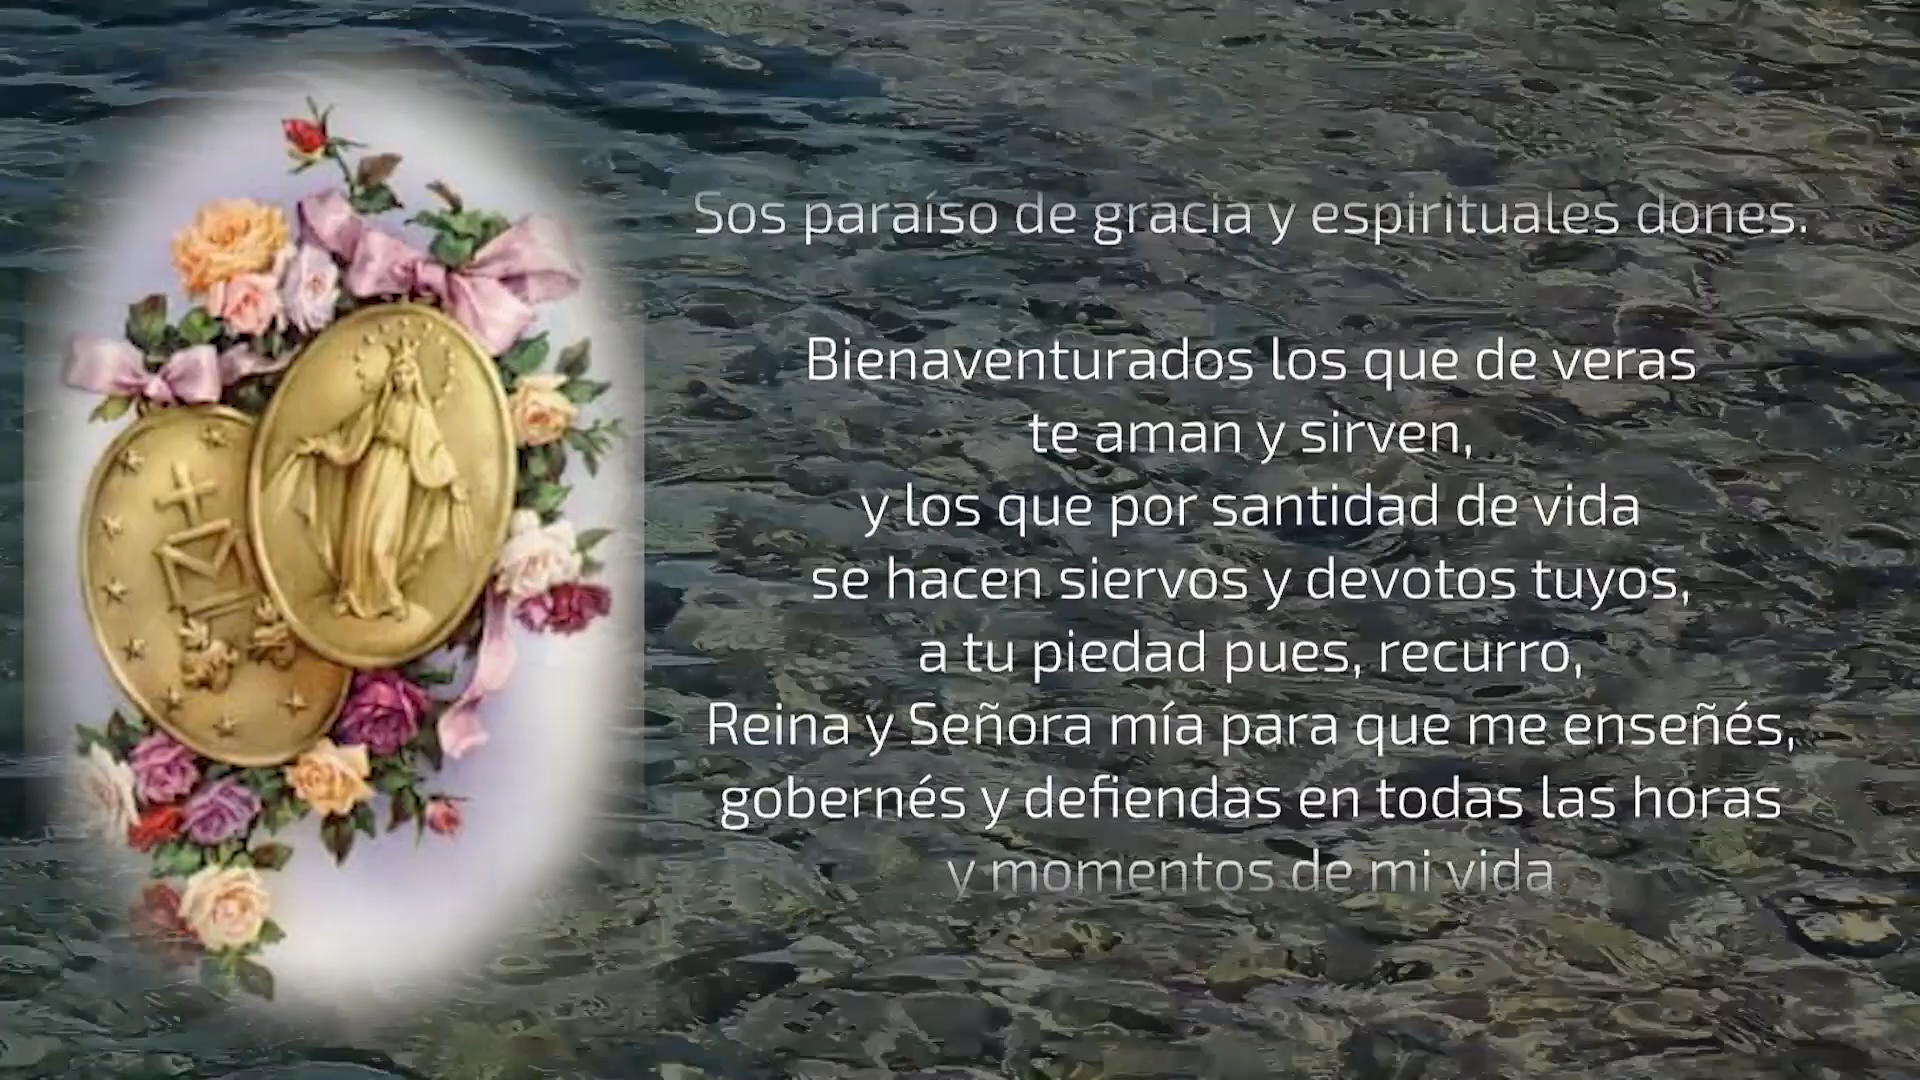 Sos paraíso de gracia y espirituales dones.
Bienaventurados los que de veras
te aman y sirven,
y los que por santidad de vida
se hacen siervos y devotos tuyos,
a tu piedad pues, recurro,
Reina y Señora mía para que me enseñés,
gobernés y defiendas en todas las horas
y momentos de mi vida